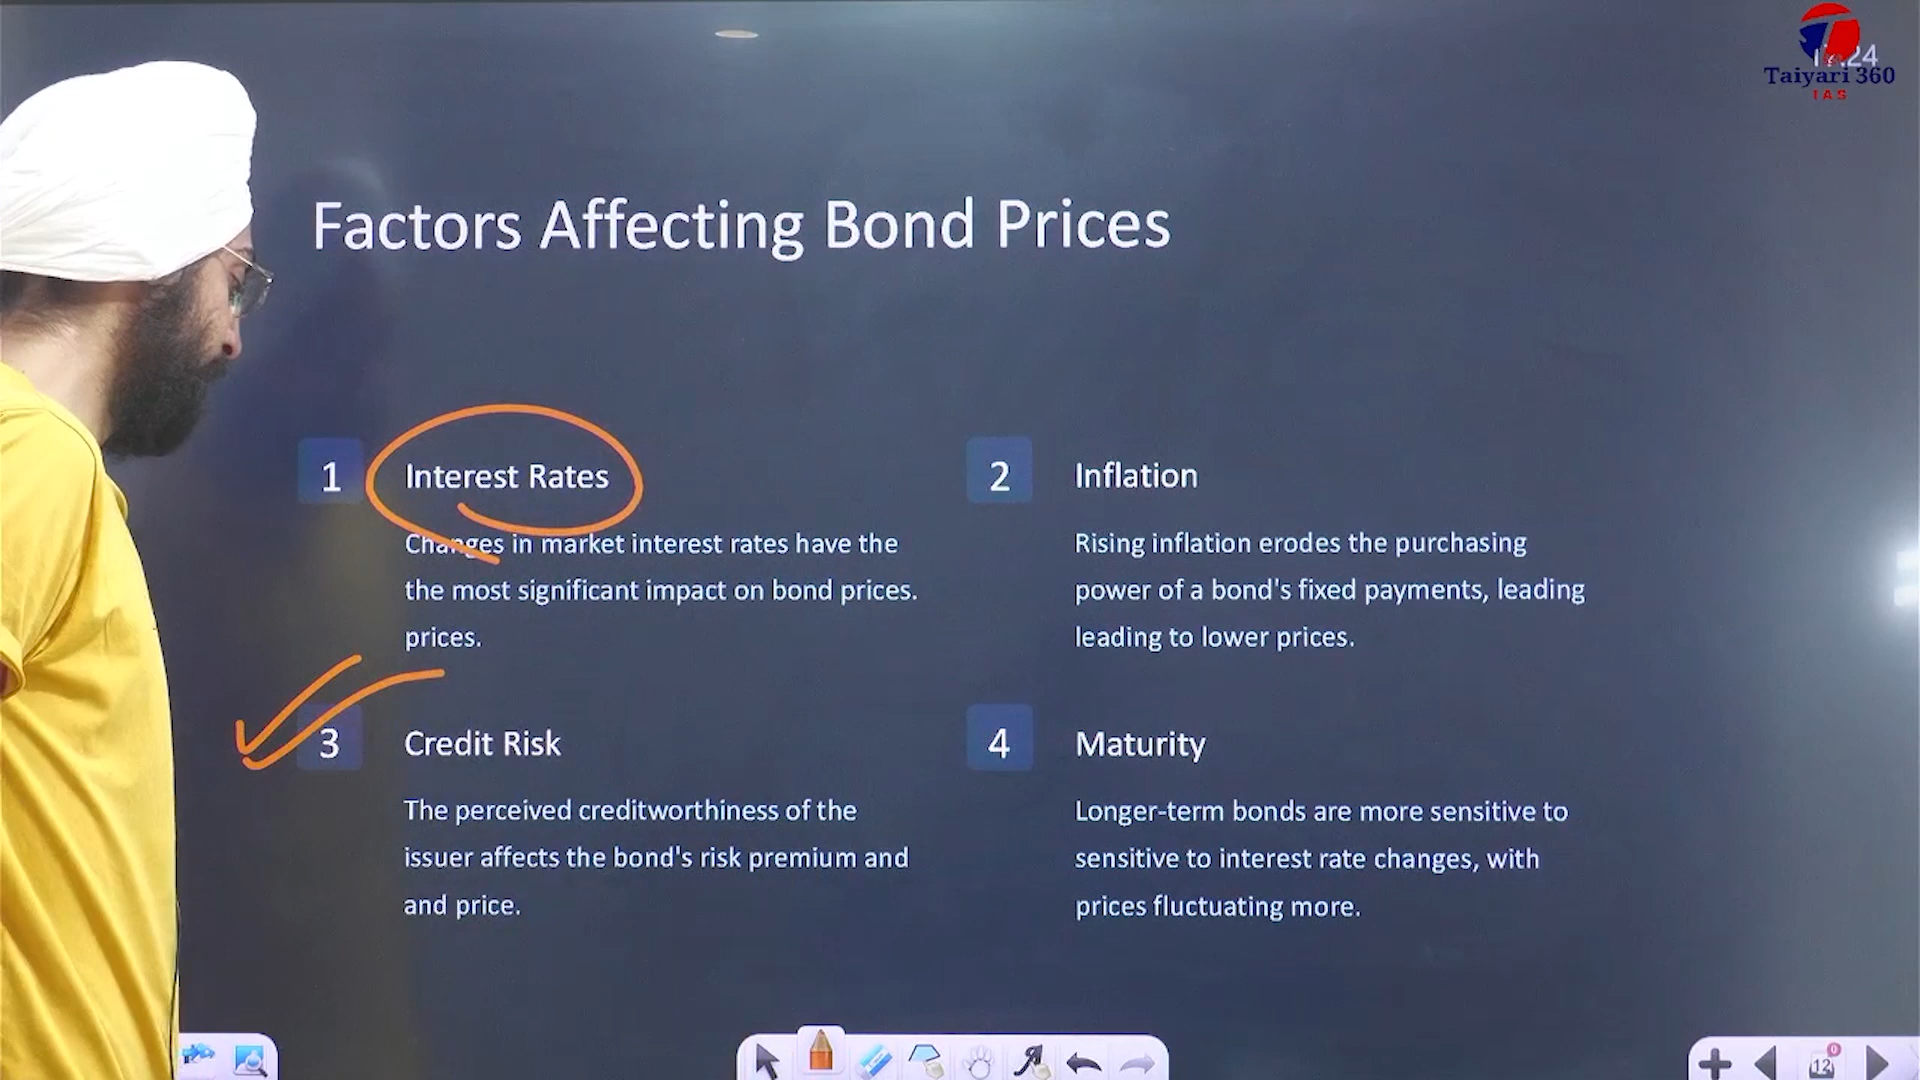 Taiyari 360
IAS
Factors Affecting Bond Prices
1
Interest Rates
Changes in market interest rates have the
the most significant impact on bond prices.
prices.
2
Inflation
Rising inflation erodes the purchasing
power of a bond's fixed payments, leading
leading to lower prices.
3
Credit Risk
The perceived creditworthiness of the
issuer affects the bond's risk premium and
and price.
4
Maturity
Longer-term bonds are more sensitive to
sensitive to interest rate changes, with
prices fluctuating more.
12
0